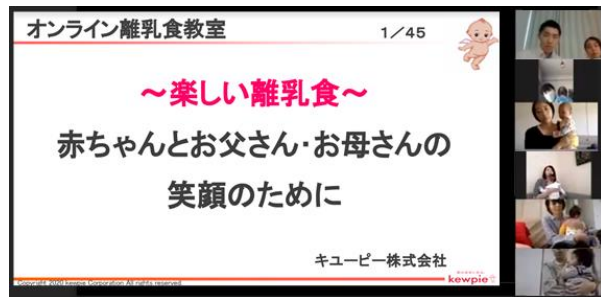 オンライン離乳食教室
1／45
～楽しい離乳食～
赤ちゃんとお父さん・お母さんの
笑顔のために
キユーピー株式会社
kewpie
Copyright 2020 kewpie Corporation All rights reserved.